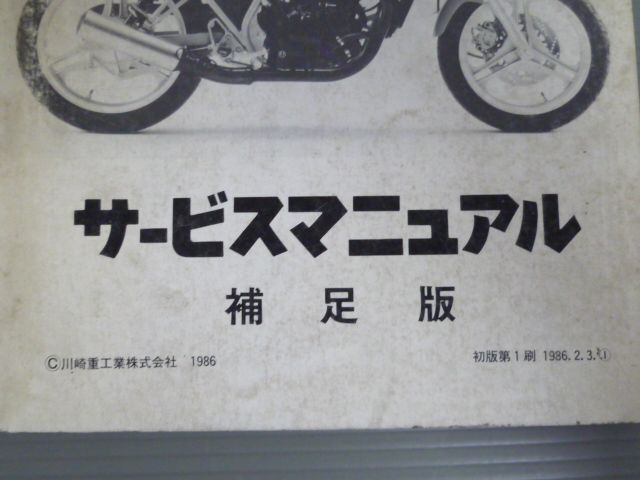 サービスマニュアル
補足版
©川崎重工業株式会社 1986
初版第1刷 1986.2.3.①